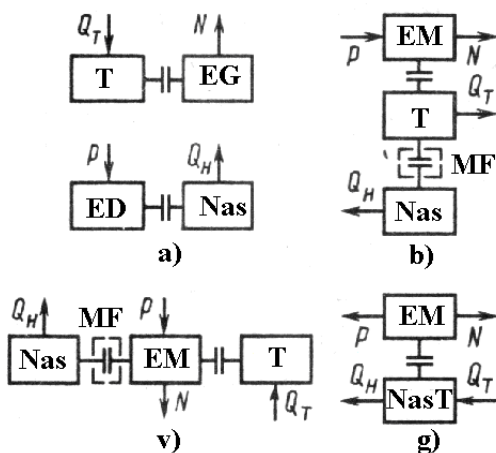 Q_T N
T EG
P Q_H
ED Nas
a)
EM
P N
T Q_T
MF
Q_H
Nas
b)
Q_H MF P
Nas EM T
N Q_T
v)
EM
P N
Q_H Q_T
NasT
g)